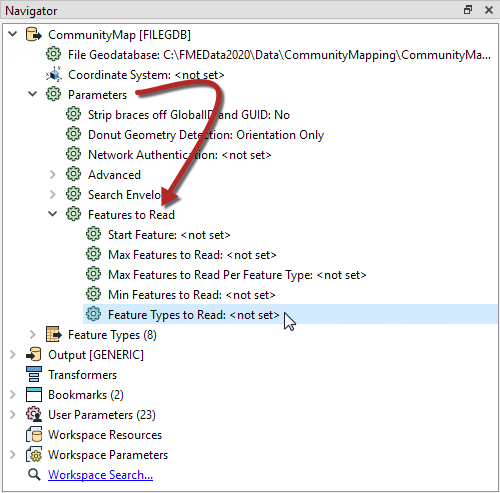 Navigator
CommunityMap [FILEGDB]
File Geodatabase: C:\FMEData2020\Data\CommunityMapping\CommunityMa...
Coordinate System: <not set>
Parameters
Strip braces off GlobalID and GUID: No
Donut Geometry Detection: Orientation Only
Network Authentication: <not set>
Advanced
Search Envelo
Features to Read
Start Feature: <not set>
Max Features to Read: <not set>
Max Features to Read Per Feature Type: <not set>
Min Features to Read: <not set>
Feature Types to Read: <not set>
Feature Types (8)
Output [GENERIC]
Transformers
Bookmarks (2)
User Parameters (23)
Workspace Resources
Workspace Parameters
Workspace Search...